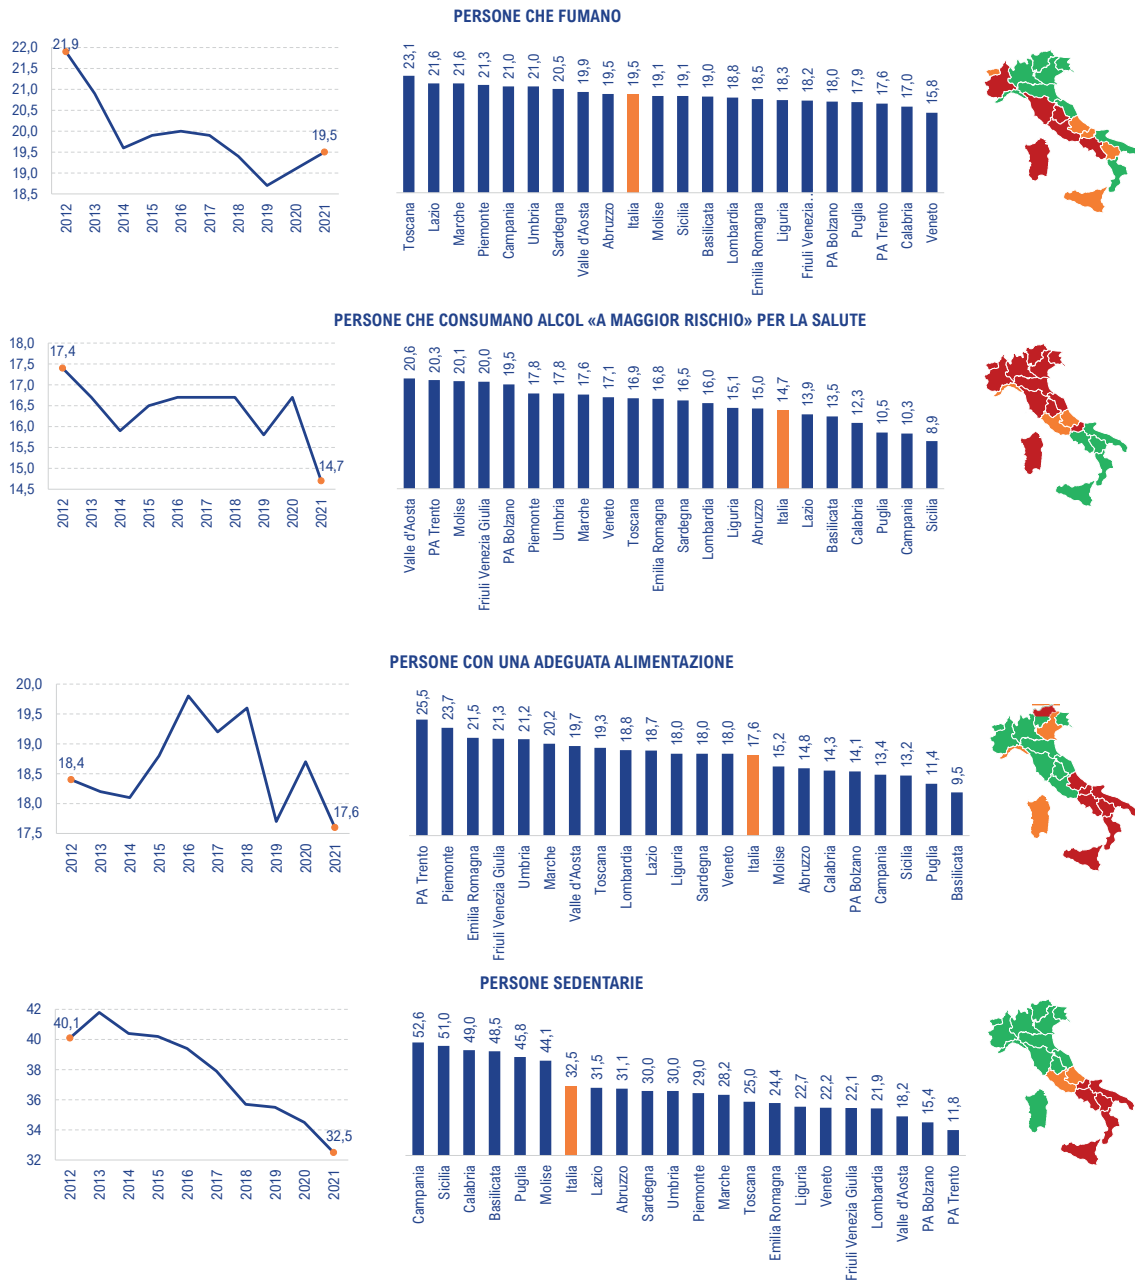 PERSONE CHE FUMANO
22,0
21,5
21,0
20,5
20,0
19,5
19,0
18,5
21,9
19,5
2012
2013
2014
2015
2016
2017
2018
2019
2020
2021
23,1
21,6
21,6
21,3
21,0
21,0
20,5
19,9
19,5
19,5
19,1
19,1
19,0
18,8
18,5
18,3
18,2
18,0
17,9
17,6
17,0
15,8
Toscana
Lazio
Marche
Piemonte
Campania
Umbria
Sardegna
Valle d'Aosta
Abruzzo
Italia
Molise
Sicilia
Basilicata
Lombardia
Emilia Romagna
Liguria
Friuli Venezia…
PA Bolzano
Puglia
PA Trento
Calabria
Veneto
PERSONE CHE CONSUMANO ALCOL «A MAGGIOR RISCHIO» PER LA SALUTE
18,0
17,5
17,0
16,5
16,0
15,5
15,0
14,5
17,4
14,7
2012
2013
2014
2015
2016
2017
2018
2019
2020
2021
20,6
20,3
20,1
20,0
19,5
17,8
17,8
17,6
17,1
16,9
16,8
16,5
16,0
15,1
15,0
14,7
13,9
13,5
12,3
10,5
10,3
8,9
Valle d'Aosta
PA Trento
Molise
Friuli Venezia Giulia
PA Bolzano
Piemonte
Umbria
Marche
Veneto
Toscana
Emilia Romagna
Sardegna
Lombardia
Liguria
Abruzzo
Italia
Lazio
Basilicata
Calabria
Puglia
Campania
Sicilia
PERSONE CON UNA ADEGUATA ALIMENTAZIONE
20,0
19,5
19,0
18,5
18,0
17,5
18,4
17,6
2012
2013
2014
2015
2016
2017
2018
2019
2020
2021
25,5
23,7
21,5
21,3
21,2
20,2
19,7
19,3
18,8
18,7
18,0
18,0
18,0
17,6
15,2
14,8
14,3
14,1
13,4
13,2
11,4
9,5
PA Trento
Piemonte
Emilia Romagna
Friuli Venezia Giulia
Umbria
Marche
Valle d'Aosta
Toscana
Lombardia
Lazio
Liguria
Sardegna
Veneto
Italia
Molise
Abruzzo
Calabria
PA Bolzano
Campania
Sicilia
Puglia
Basilicata
PERSONE SEDENTARIE
42
40
38
36
34
32
40,1
32,5
2012
2013
2014
2015
2016
2017
2018
2019
2020
2021
52,6
51,0
49,0
48,5
45,8
44,1
32,5
31,5
31,1
30,0
30,0
29,0
28,2
25,0
24,4
22,7
22,2
22,1
21,9
18,2
15,4
11,8
Campania
Sicilia
Calabria
Basilicata
Puglia
Molise
Italia
Lazio
Abruzzo
Sardegna
Umbria
Piemonte
Marche
Toscana
Emilia Romagna
Liguria
Veneto
Friuli Venezia Giulia
Lombardia
Valle d'Aosta
PA Bolzano
PA Trento